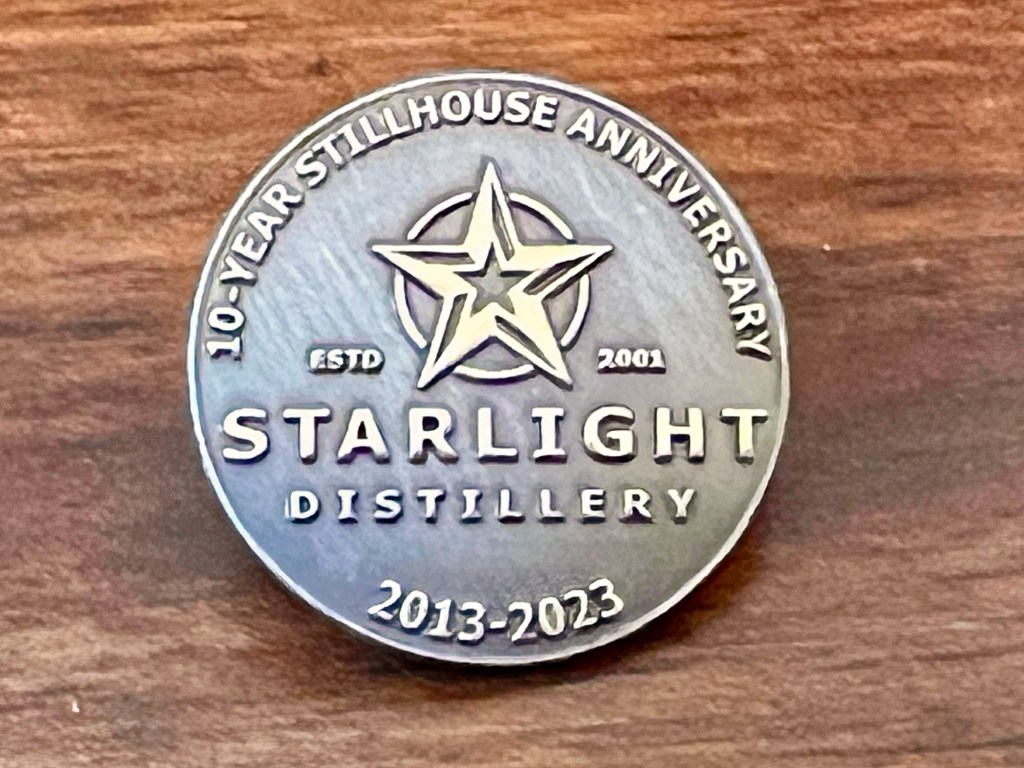 10-YEAR STILLHOUSE ANNIVERSARY
ESTD 2001
STARLIGHT
DISTILLERY
2013-2023